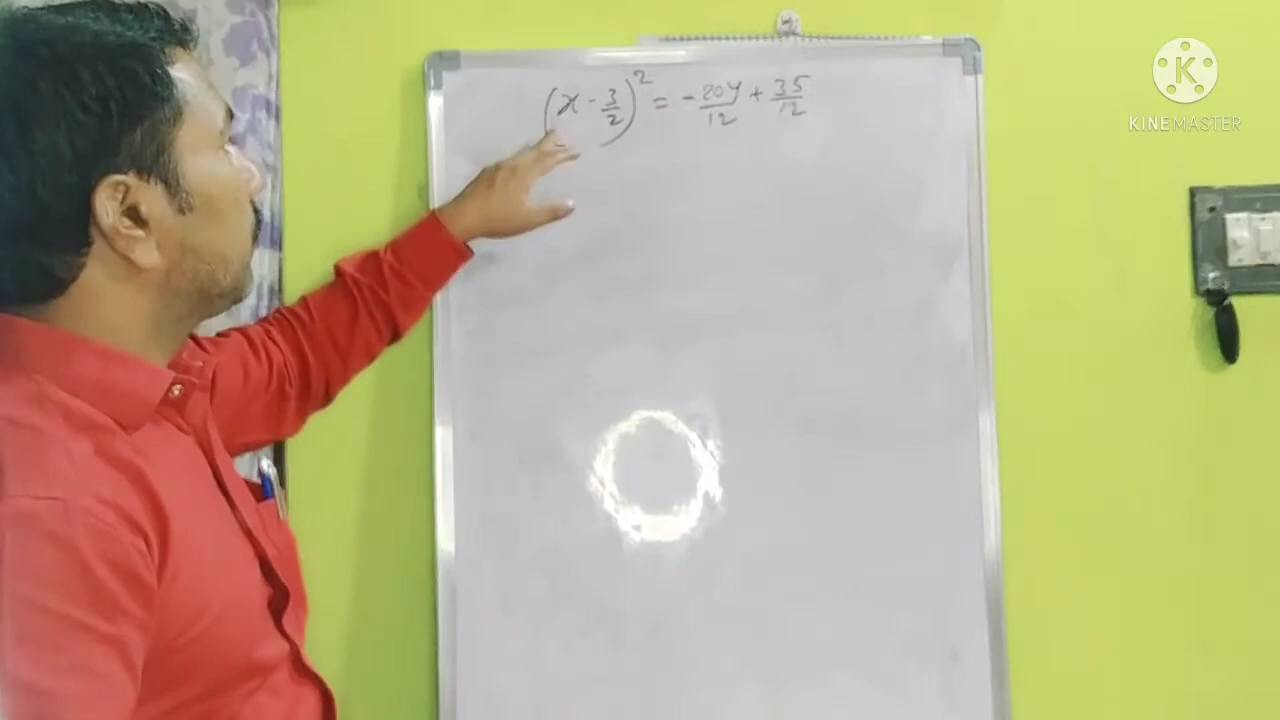 (x - 3/2)² = - 20y/12 + 35/12
K
KINEMASTER